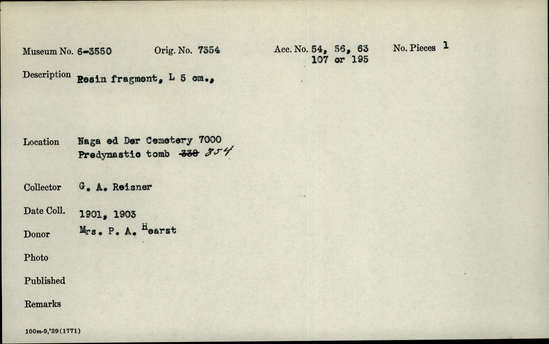 Museum No. 6-3550 Orig. No. 7354 Acc. No. 54, 56, 63 No. Pieces 1
107 or 195
Description Resin fragment, L 5 cm.,
Location Naga ed Der Cemetery 7000
Predynastic tomb 330 354
Collector G. A. Reisner
Date Coll. 1901, 1903
Donor Mrs. P. A. Hearst
Photo
Published
Remarks
100m-9,'29(1771)